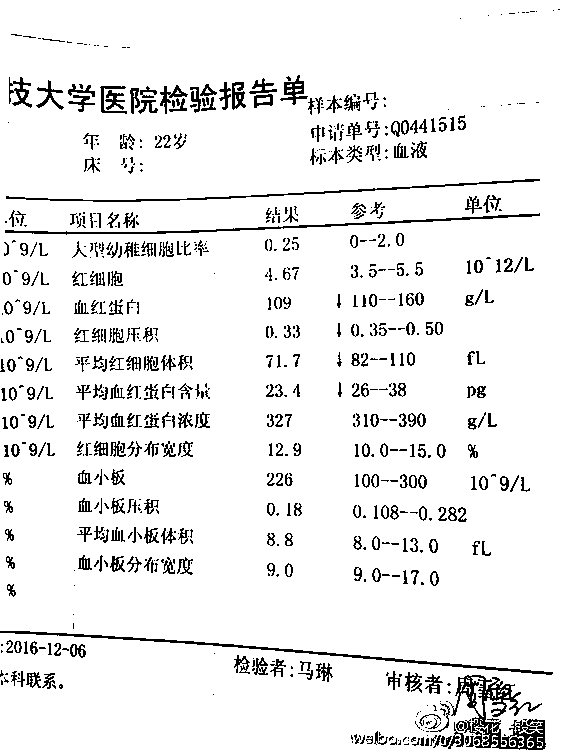 技大学医院检验报告单
样本编号:
年 龄: 22岁 申请单号:Q0441515
床 号: 标本类型:血液
位 项目名称 结果 参考 单位
0^9/L 大型幼稚细胞比率 0.25 0--2.0
0^9/L 红细胞 4.67 3.5--5.5 10^12/L
.0^9/L 血红蛋白 109 ↓ 110--160 g/L
.0^9/L 红细胞压积 0.33 ↓ 0.35--0.50
10^9/L 平均红细胞体积 71.7 ↓ 82--110 fL
10^9/L 平均血红蛋白含量 23.4 ↓ 26--38 pg
10^9/L 平均血红蛋白浓度 327 310--390 g/L
10^9/L 红细胞分布宽度 12.9 10.0--15.0 %
% 血小板 226 100--300 10^9/L
% 血小板压积 0.18 0.108--0.282
% 平均血小板体积 8.8 8.0--13.0 fL
% 血小板分布宽度 9.0 9.0--17.0
%
:2016-12-06
本科联系。 检验者:马琳 审核者:周
weibo.com/u/3068556365